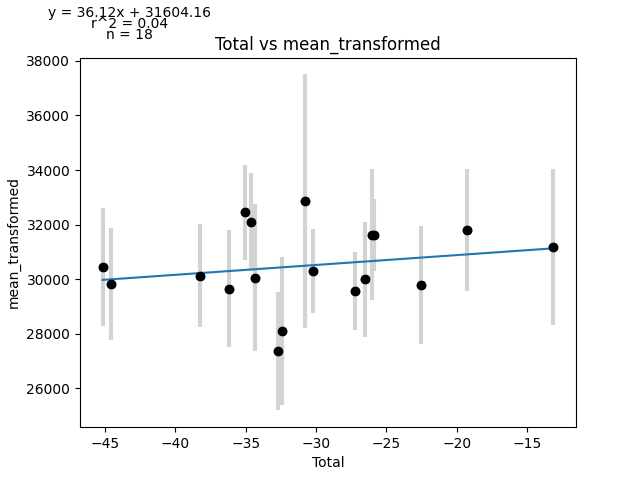 y = 36.12x + 31604.16
r^2 = 0.04
n = 18
Total vs mean_transformed
mean_transformed
38000
36000
34000
32000
30000
28000
26000
−45
−40
−35
−30
−25
−20
−15
Total